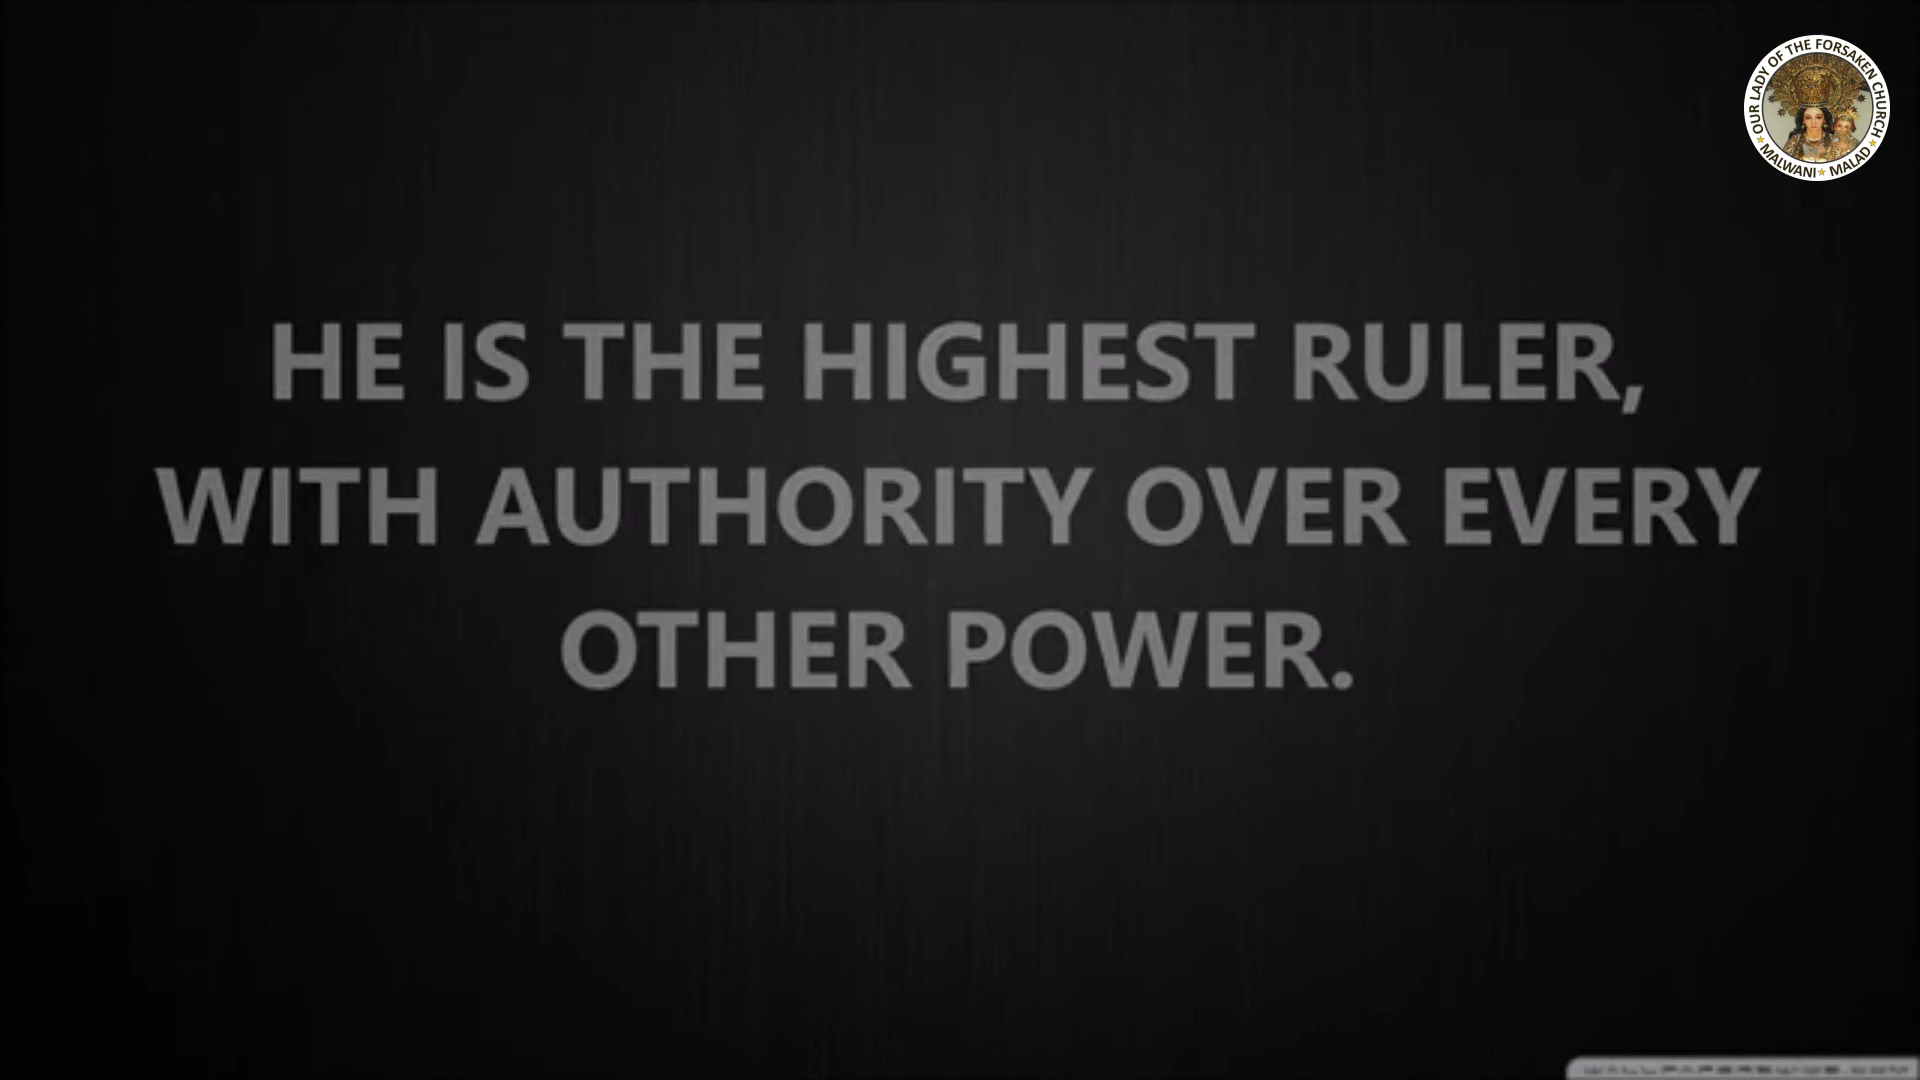 OUR LADY OF THE FORSAKEN CHURCH
MALWANI ★ MALAD
HE IS THE HIGHEST RULER,
WITH AUTHORITY OVER EVERY
OTHER POWER.